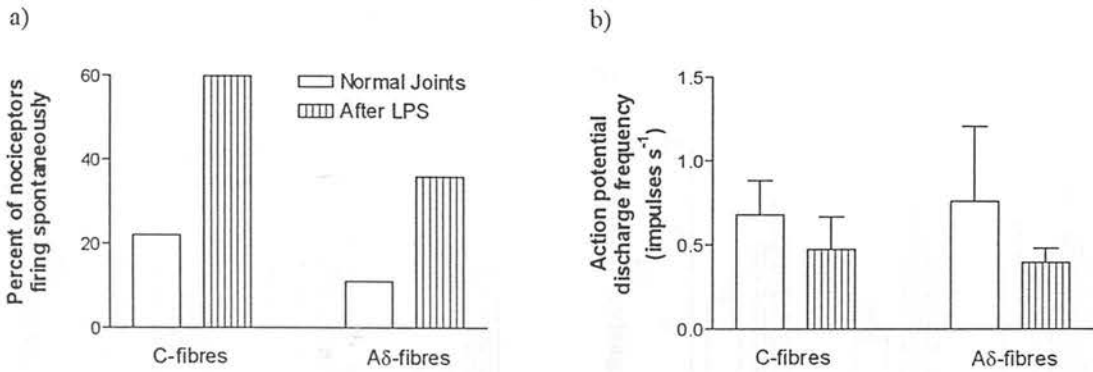 a)
Percent of nociceptors
firing spontaneously
60
40
20
0
Normal Joints
After LPS
C-fibres
Aδ-fibres
b)
Action potential
discharge frequency
(impulses s⁻¹)
1.5
1.0
0.5
0.0
C-fibres
Aδ-fibres